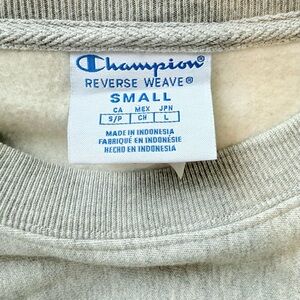 Champion®
REVERSE WEAVE®
SMALL
CA MEX JPN
S/P CH L
MADE IN INDONESIA
FABRIQUÉ EN INDONÉSIE
HECHO EN INDONESIA